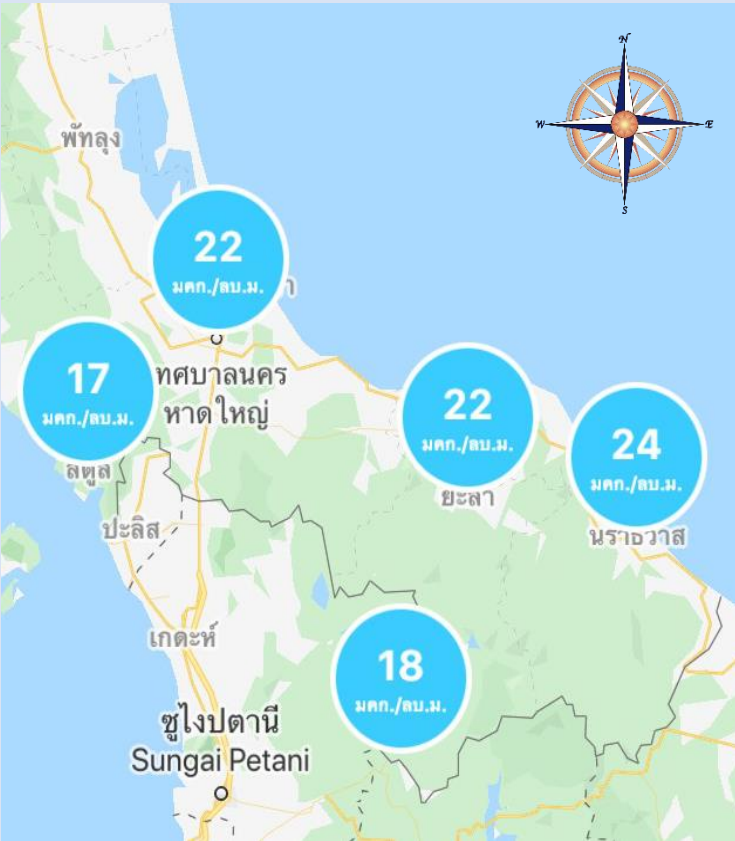 N
W
E
S
พัทลุง
22
มคก./ลบ.ม.
า
17
มคก./ลบ.ม.
ทศบาลนคร
หาดใหญ่
22
มคก./ลบ.ม.
24
มคก./ลบ.ม.
สตูล
ยะลา
ปะลิส
นราธิวาส
เกดะห์
18
มคก./ลบ.ม.
ซูไงปตานี
Sungai Petani